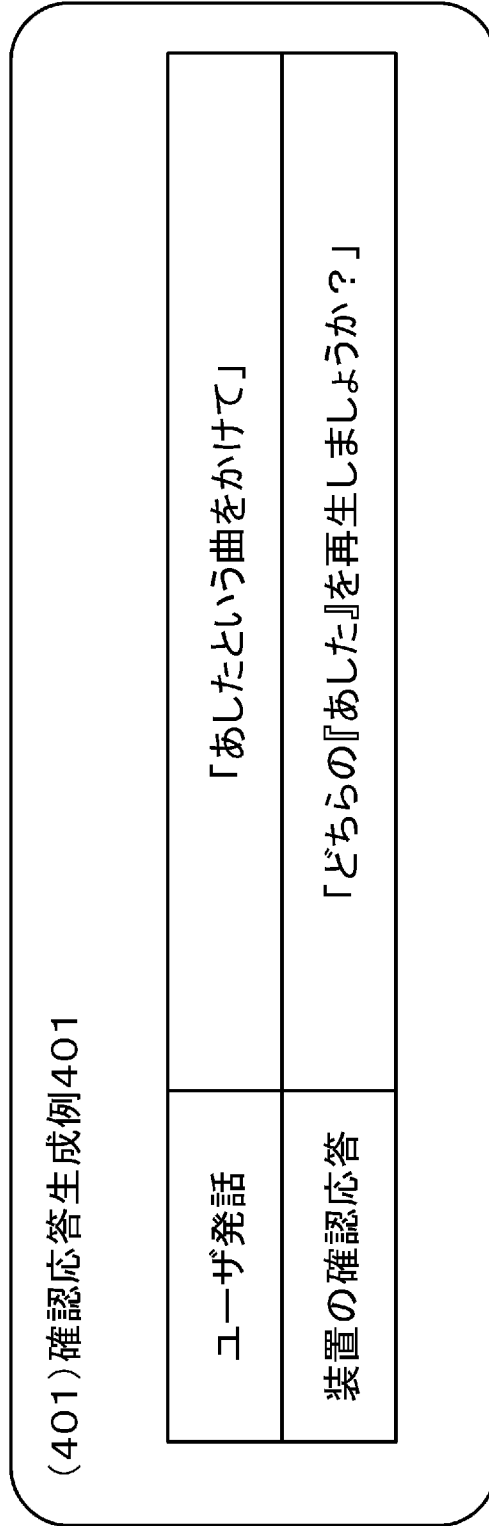 (401)確認応答生成例401
ユーザ発話
「あしたという曲をかけて」
装置の確認応答
「どちらの『あした』を再生しましょうか?」